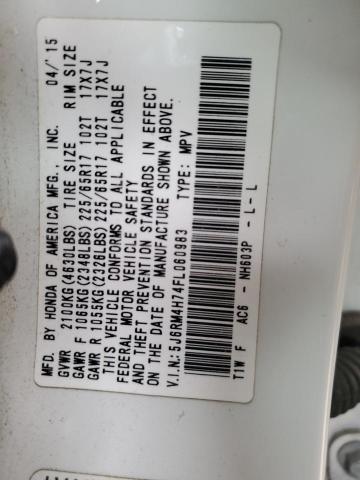 MFD. BY HONDA OF AMERICA MFG., INC. 04/'15
GVWR 2100KG(4630LBS) TIRE SIZE RIM SIZE
GAWR F 1065KG(2348LBS) 225/65R17 102T 17X7J
GAWR R 1055KG(2326LBS) 225/65R17 102T 17X7J
THIS VEHICLE CONFORMS TO ALL APPLICABLE
FEDERAL MOTOR VEHICLE SAFETY
AND THEFT PREVENTION STANDARDS IN EFFECT
ON THE DATE OF MANUFACTURE SHOWN ABOVE.
V.I.N.: 5J6RM4H74FL060983 TYPE: MPV
T1W F AC6 - NH603P - L - L